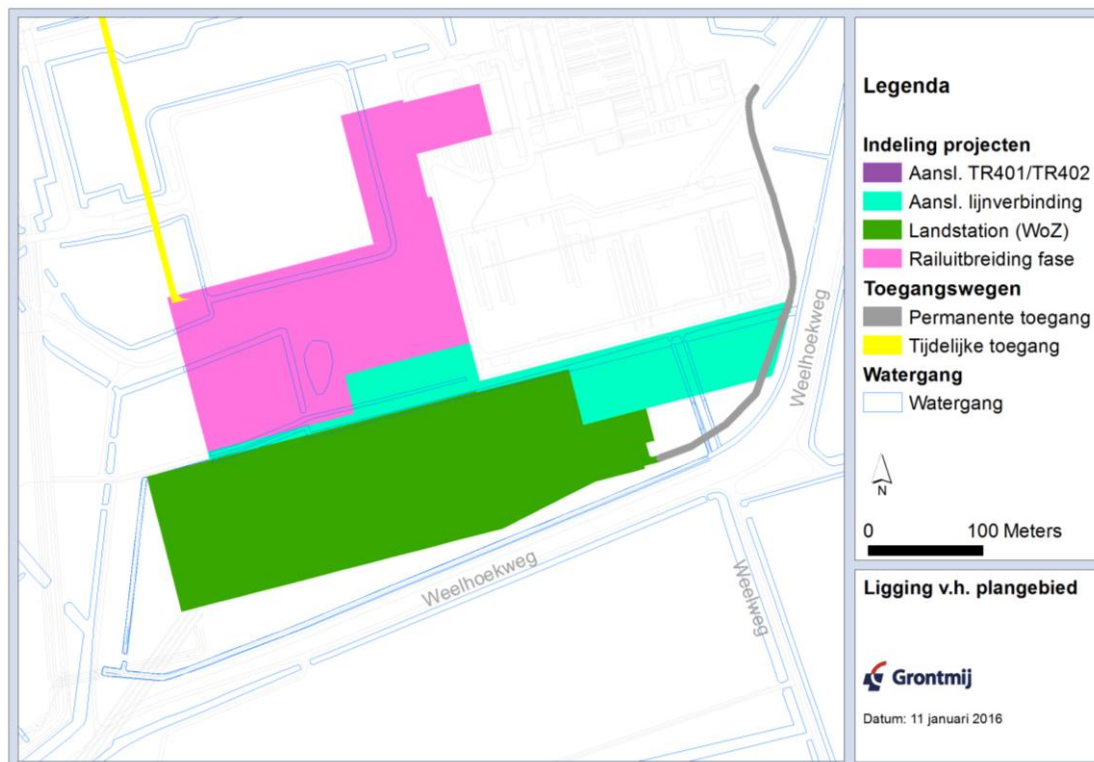 Weelhoekweg
Weelhoekweg
Weelweg
Legenda
Indeling projecten
Aansl. TR401/TR402
Aansl. lijnverbinding
Landstation (WoZ)
Railuitbreiding fase
Toegangswegen
Permanente toegang
Tijdelijke toegang
Watergang
Watergang
N
0 100 Meters
Ligging v.h. plangebied
Grontmij
Datum: 11 januari 2016